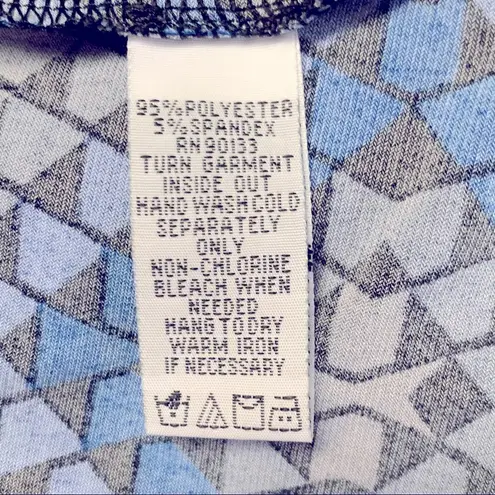 95% POLYESTER
5% SPANDEX
RN 90133
TURN GARMENT
INSIDE OUT
HAND WASH COLD
SEPARATELY
ONLY
NON-CHLORINE
BLEACH WHEN
NEEDED
HANG TO DRY
WARM IRON
IF NECESSARY